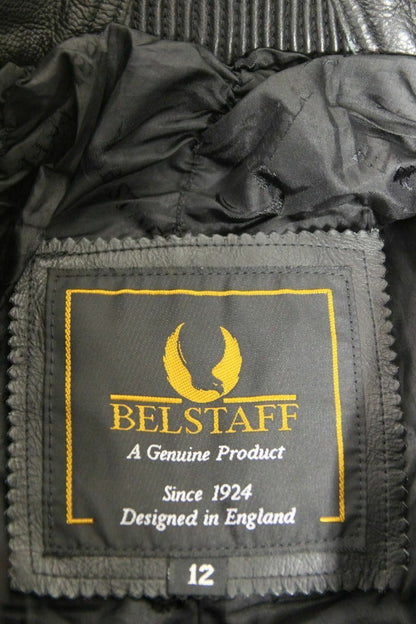 BELSTAFF
A Genuine Product
Since 1924
Designed in England
12